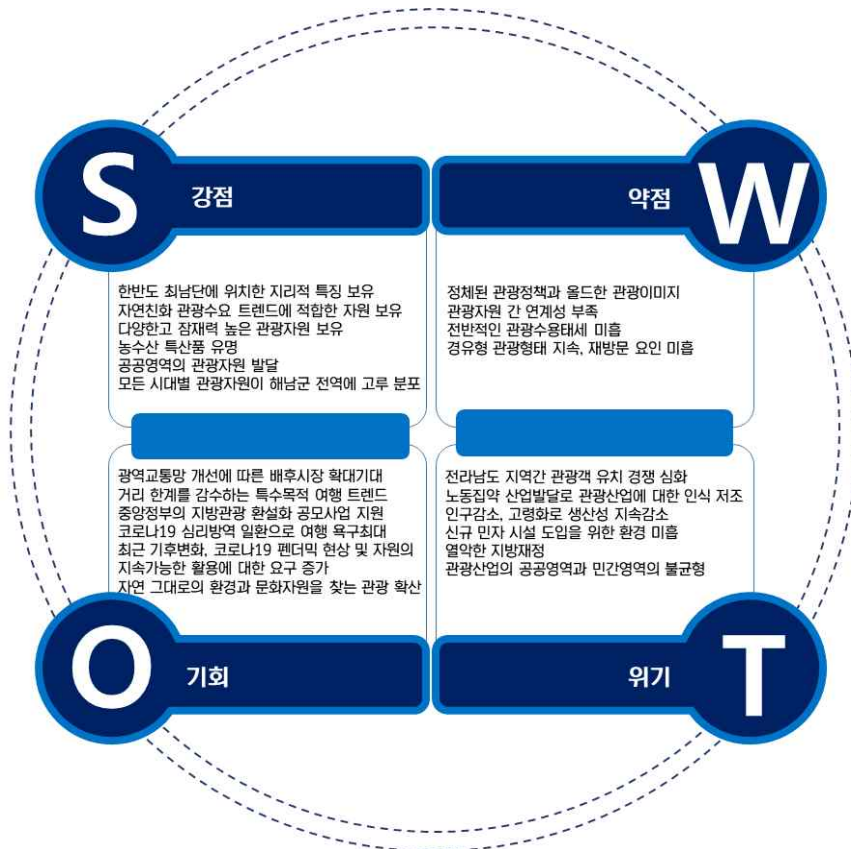 S
강점
한반도 최남단에 위치한 지리적 특징 보유
자연친화 관광수요 트렌드에 적합한 자원 보유
다양한고 잠재력 높은 관광자원 보유
농수산 특산품 유명
공공영역의 관광자원 발달
모든 시대별 관광자원이 해남군 전역에 고루 분포
약점
W
정체된 관광정책과 올드한 관광이미지
관광자원 간 연계성 부족
전반적인 관광수용태세 미흡
경유형 관광형태 지속, 재방문 요인 미흡
광역교통망 개선에 따른 배후시장 확대기대
거리 한계를 감수하는 특수목적 여행 트렌드
중앙정부의 지방관광 환설화 공모사업 지원
코로나19 심리방역 일환으로 여행 욕구최대
최근 기후변화, 코로나19 펜더믹 현상 및 자원의
지속가능한 활용에 대한 요구 증가
자연 그대로의 환경과 문화자원을 찾는 관광 확산
O
기회
전라남도 지역간 관광객 유치 경쟁 심화
노동집약 산업발달로 관광산업에 대한 인식 저조
인구감소, 고령화로 생산성 지속감소
신규 민자 시설 도입을 위한 환경 미흡
열악한 지방재정
관광산업의 공공영역과 민간영역의 불균형
위기
T